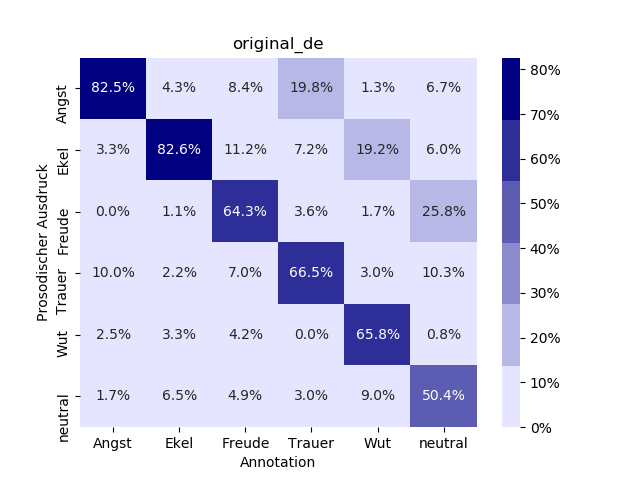 original_de
Prosodischer Ausdruck
Angst 82.5% 4.3% 8.4% 19.8% 1.3% 6.7%
Ekel 3.3% 82.6% 11.2% 7.2% 19.2% 6.0%
Freude 0.0% 1.1% 64.3% 3.6% 1.7% 25.8%
Trauer 10.0% 2.2% 7.0% 66.5% 3.0% 10.3%
Wut 2.5% 3.3% 4.2% 0.0% 65.8% 0.8%
neutral 1.7% 6.5% 4.9% 3.0% 9.0% 50.4%
Angst Ekel Freude Trauer Wut neutral
Annotation
80%
70%
60%
50%
40%
30%
20%
10%
0%